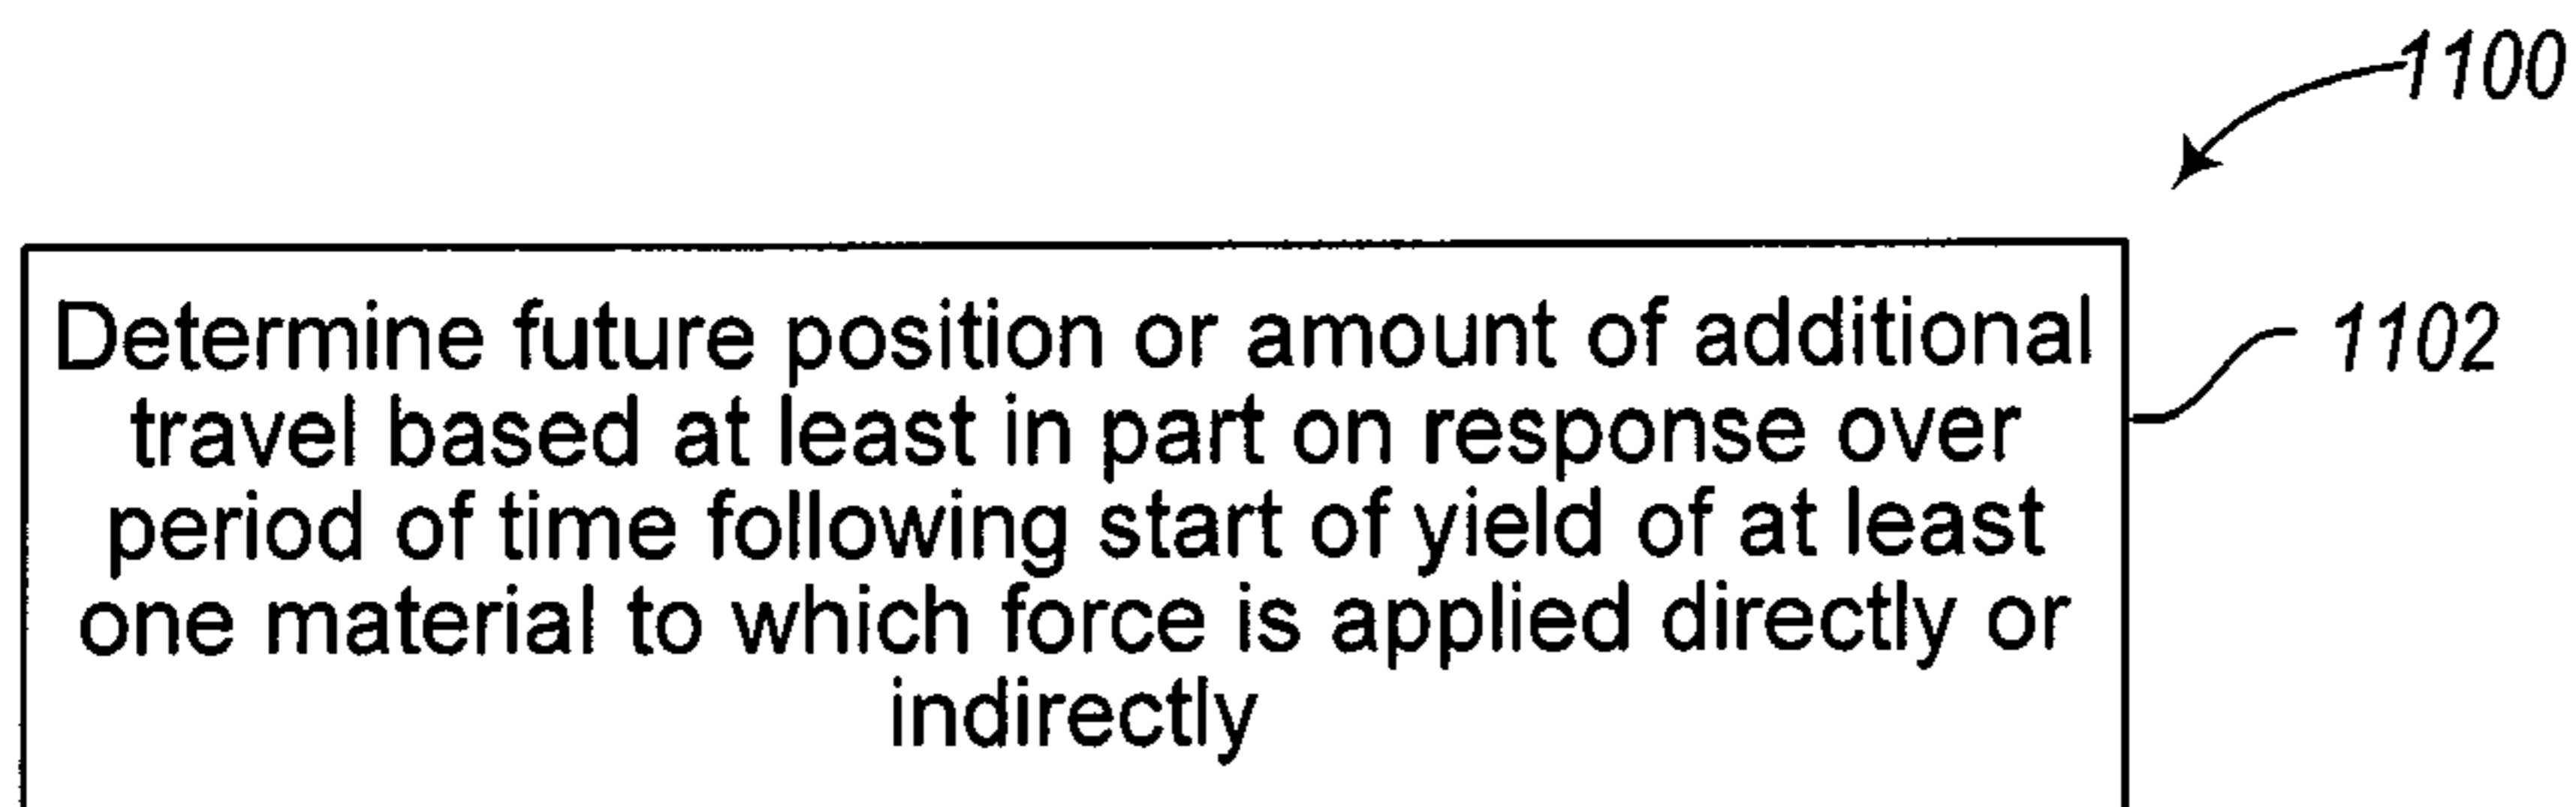 1100
Determine future position or amount of additional
1102
travel based at least in part on response over
period of time following start of yield of at least
one material to which force is applied directly or
indirectly